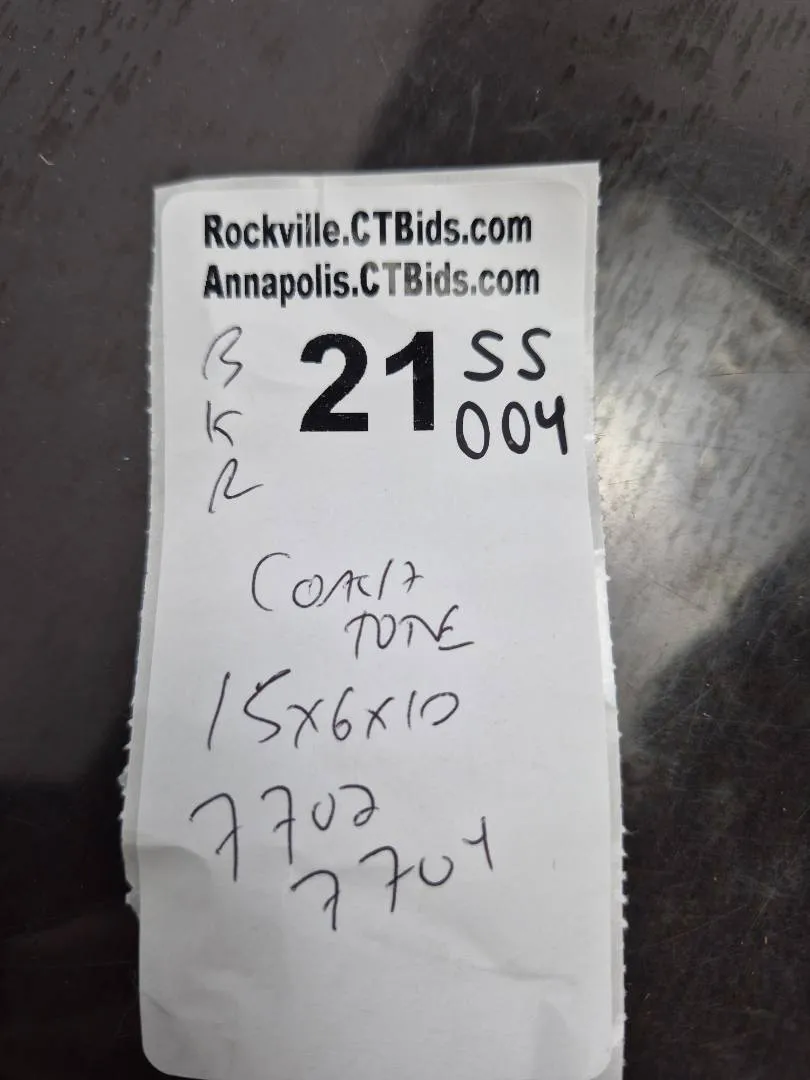 Rockville.CTBids.com
Annapolis.CTBids.com
B
K
R
21 SS
004
COACH
TOTE
15x6x10
7702
7704